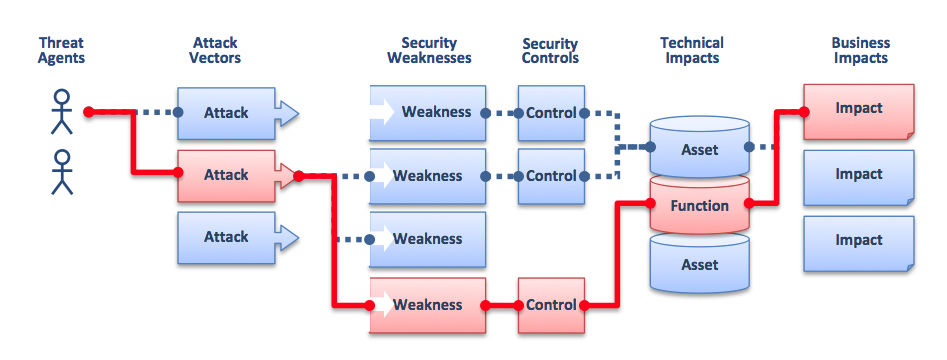 Threat
Agents
Attack
Vectors
Security
Weaknesses
Security
Controls
Technical
Impacts
Business
Impacts
Attack
Weakness
Control
Impact
Asset
Attack
Weakness
Control
Impact
Function
Attack
Weakness
Impact
Asset
Weakness
Control